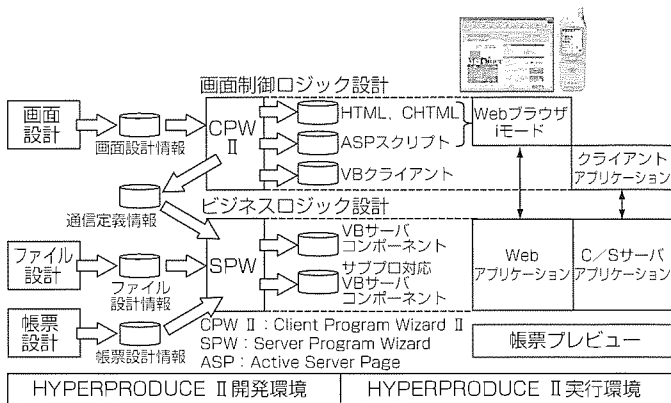 画面制御ロジック設計
画面
設計
画面設計情報
CPW
Ⅱ
HTML、CHTML
ASPスクリプト
VBクライアント
Webブラウザ
iモード
クライアント
アプリケーション
通信定義情報
ビジネスロジック設計
ファイル
設計
ファイル
設計情報
SPW
VBサーバ
コンポーネント
サブプロ対応
VBサーバ
コンポーネント
Web
アプリケーション
C/Sサーバ
アプリケーション
帳票
設計
帳票設計情報
CPW Ⅱ:Client Program Wizard Ⅱ
SPW:Server Program Wizard
ASP:Active Server Page
帳票プレビュー
HYPERPRODUCE Ⅱ開発環境
HYPERPRODUCE Ⅱ実行環境